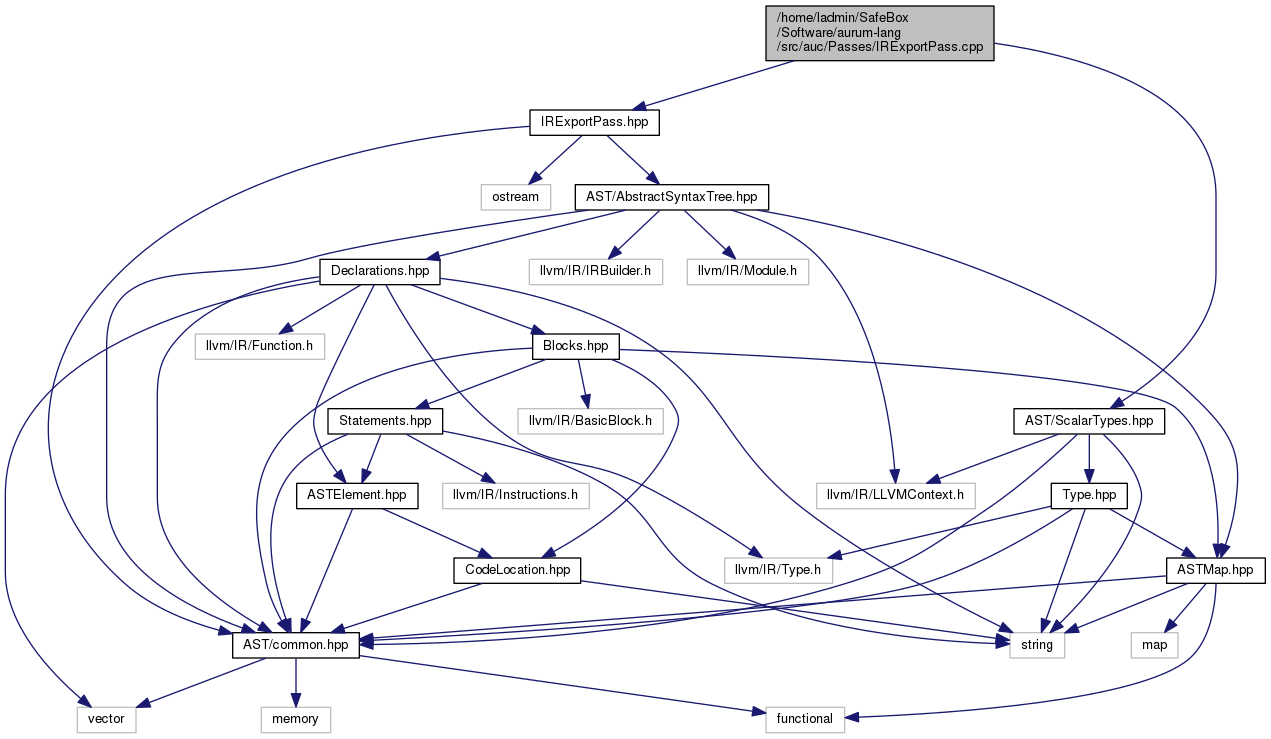 /home/ladmin/SafeBox
/Software/aurum-lang
/src/auc/Passes/IRExportPass.cpp
IRExportPass.hpp
ostream
AST/AbstractSyntaxTree.hpp
Declarations.hpp
llvm/IR/IRBuilder.h
llvm/IR/Module.h
llvm/IR/Function.h
Blocks.hpp
Statements.hpp
llvm/IR/BasicBlock.h
AST/ScalarTypes.hpp
ASTElement.hpp
llvm/IR/Instructions.h
llvm/IR/LLVMContext.h
Type.hpp
CodeLocation.hpp
llvm/IR/Type.h
ASTMap.hpp
AST/common.hpp
string
map
vector
memory
functional